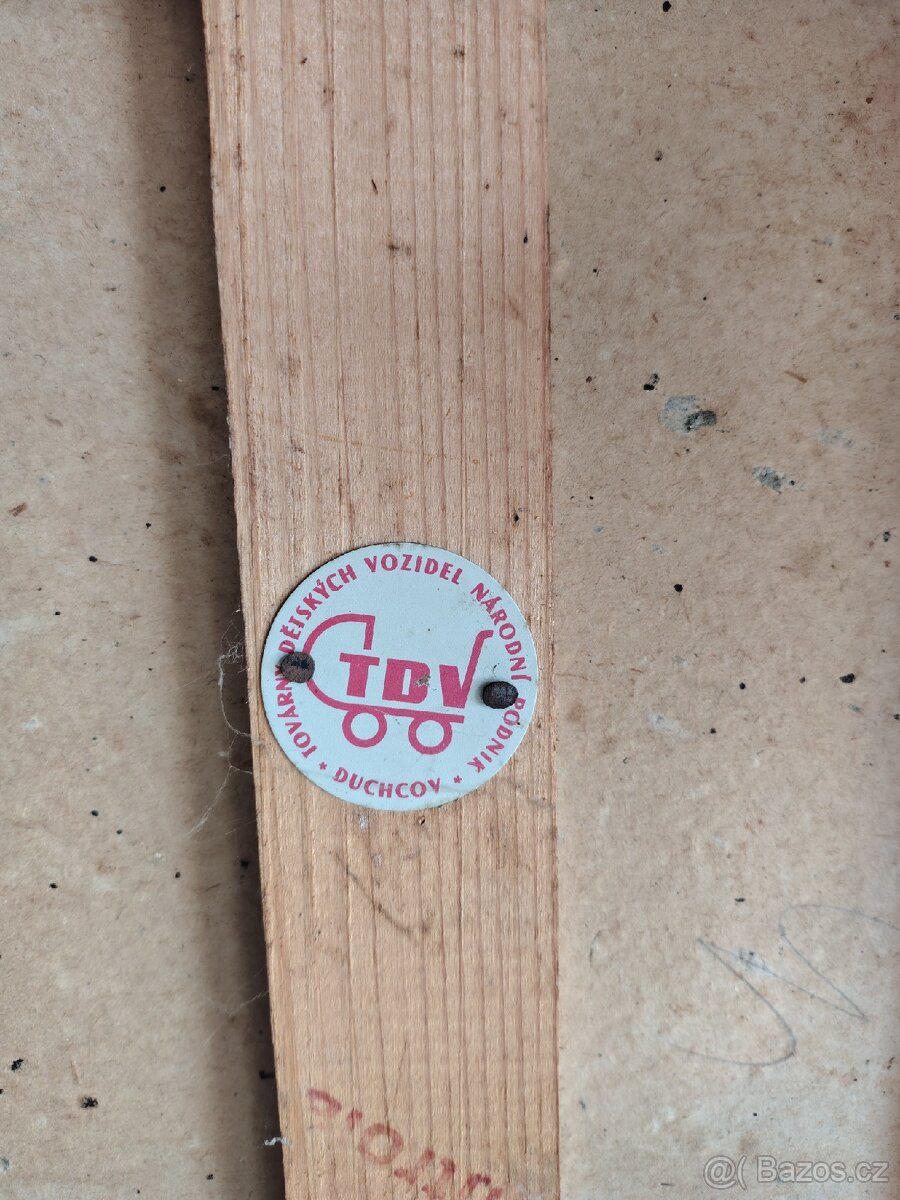 TOVÁRNY DĚTSKÝCH VOZIDEL NÁRODNÍ PODNIK
* DUCHCOV *
TDV
@( Bazos.cz